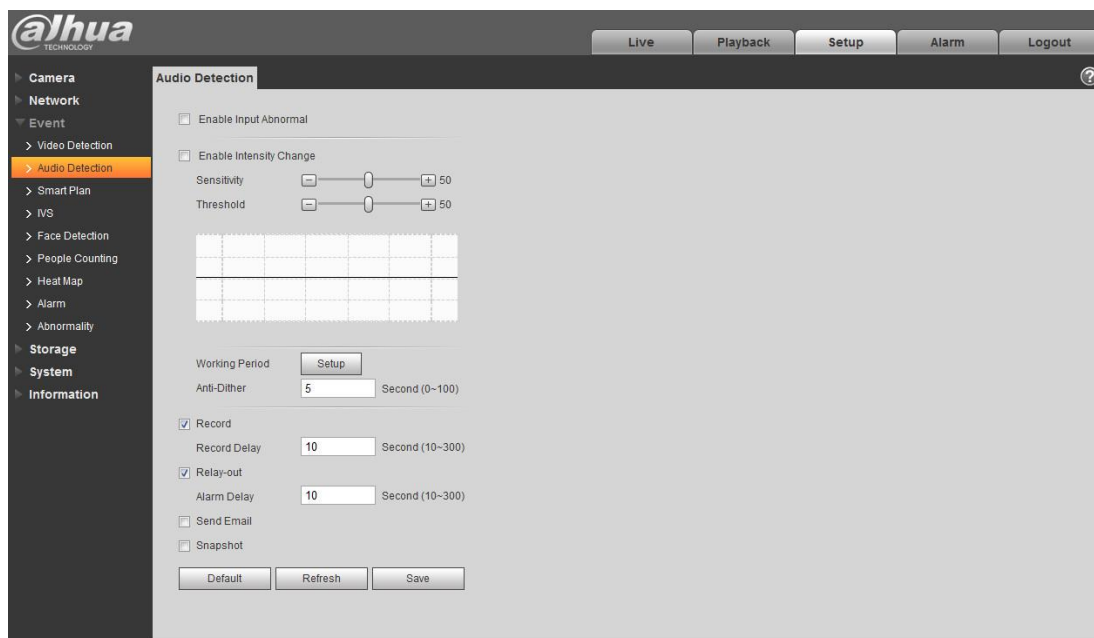 alhua
TECHNOLOGY
Live Playback Setup Alarm Logout
Camera
Network
Event
Video Detection
Audio Detection
Smart Plan
IVS
Face Detection
People Counting
Heat Map
Alarm
Abnormality
Storage
System
Information
Audio Detection
?
Enable Input Abnormal
Enable Intensity Change
Sensitivity - + 50
Threshold - + 50
Working Period Setup
Anti-Dither 5 Second (0~100)
Record
Record Delay 10 Second (10~300)
Relay-out
Alarm Delay 10 Second (10~300)
Send Email
Snapshot
Default Refresh Save